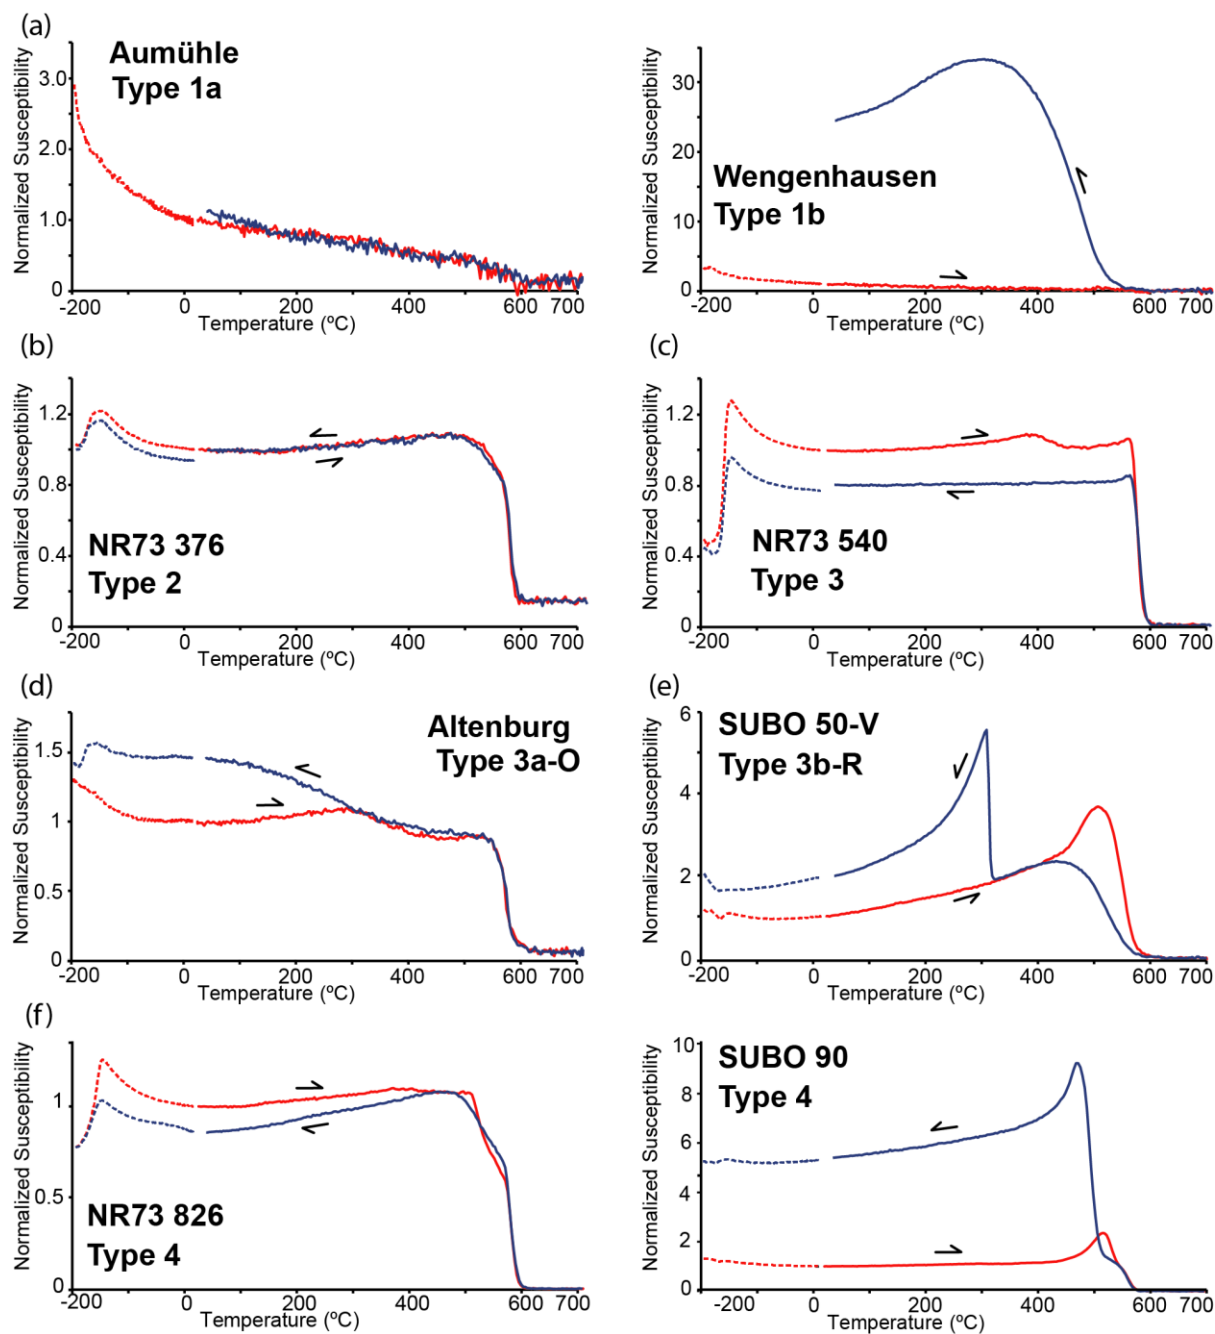 (a)
Aumühle
Type 1a
Normalized Susceptibility
3.0
2.0
1.0
0
-200
0
200
400
600
700
Temperature (ºC)
Wengenhausen
Type 1b
Normalized Susceptibility
30
20
10
0
-200
0
200
400
600
700
Temperature (ºC)
(b)
NR73 376
Type 2
Normalized Susceptibility
1.2
0.8
0.4
0
-200
0
200
400
600
700
Temperature (ºC)
(c)
NR73 540
Type 3
Normalized Susceptibility
1.2
0.8
0.4
0
-200
0
200
400
600
700
Temperature (ºC)
(d)
Altenburg
Type 3a-O
Normalized Susceptibility
1.5
1
0.5
0
-200
0
200
400
600
700
Temperature (ºC)
(e)
SUBO 50-V
Type 3b-R
Normalized Susceptibility
6
4
2
0
-200
0
200
400
600
700
Temperature (ºC)
(f)
NR73 826
Type 4
Normalized Susceptibility
1
0.5
0
-200
0
200
400
600
700
Temperature (ºC)
SUBO 90
Type 4
Normalized Susceptibility
10
8
6
4
2
0
-200
0
200
400
600
700
Temperature (ºC)